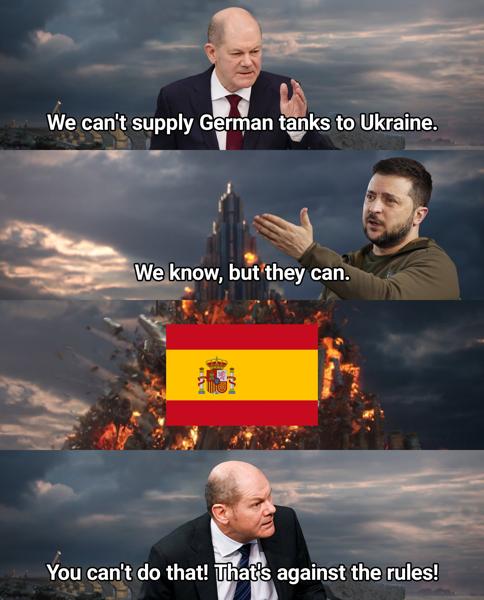 We can't supply German tanks to Ukraine.
We know, but they can.
You can't do that! That's against the rules!